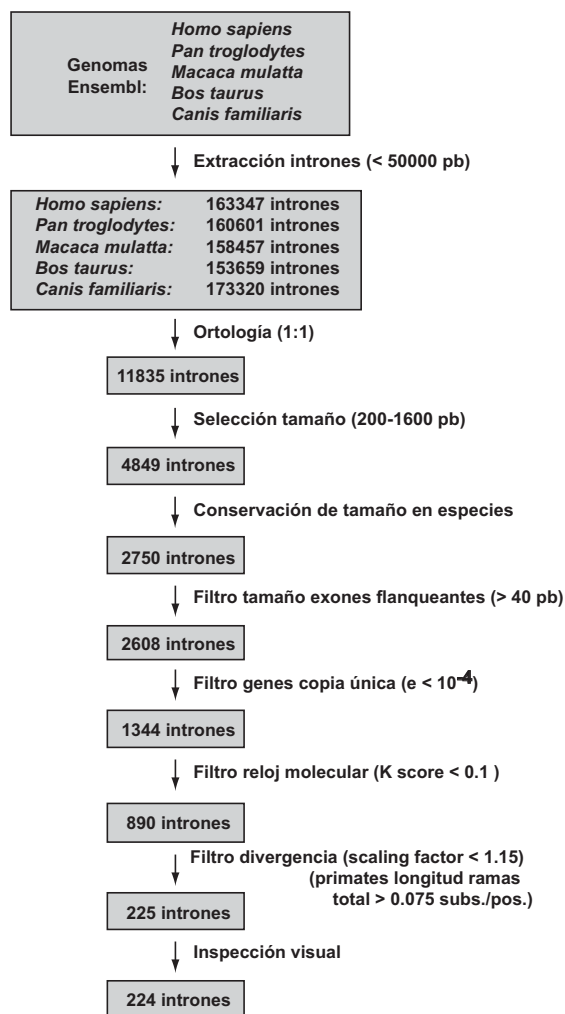 Genomas
Ensembl:
Homo sapiens
Pan troglodytes
Macaca mulatta
Bos taurus
Canis familiaris
Extracción intrones (< 50000 pb)
Homo sapiens: 163347 intrones
Pan troglodytes: 160601 intrones
Macaca mulatta: 158457 intrones
Bos taurus: 153659 intrones
Canis familiaris: 173320 intrones
Ortología (1:1)
11835 intrones
Selección tamaño (200-1600 pb)
4849 intrones
Conservación de tamaño en especies
2750 intrones
Filtro tamaño exones flanqueantes (> 40 pb)
2608 intrones
Filtro genes copia única (e < 10⁻⁴)
1344 intrones
Filtro reloj molecular (K score < 0.1 )
890 intrones
Filtro divergencia (scaling factor < 1.15)
(primates longitud ramas
total > 0.075 subs./pos.)
225 intrones
Inspección visual
224 intrones